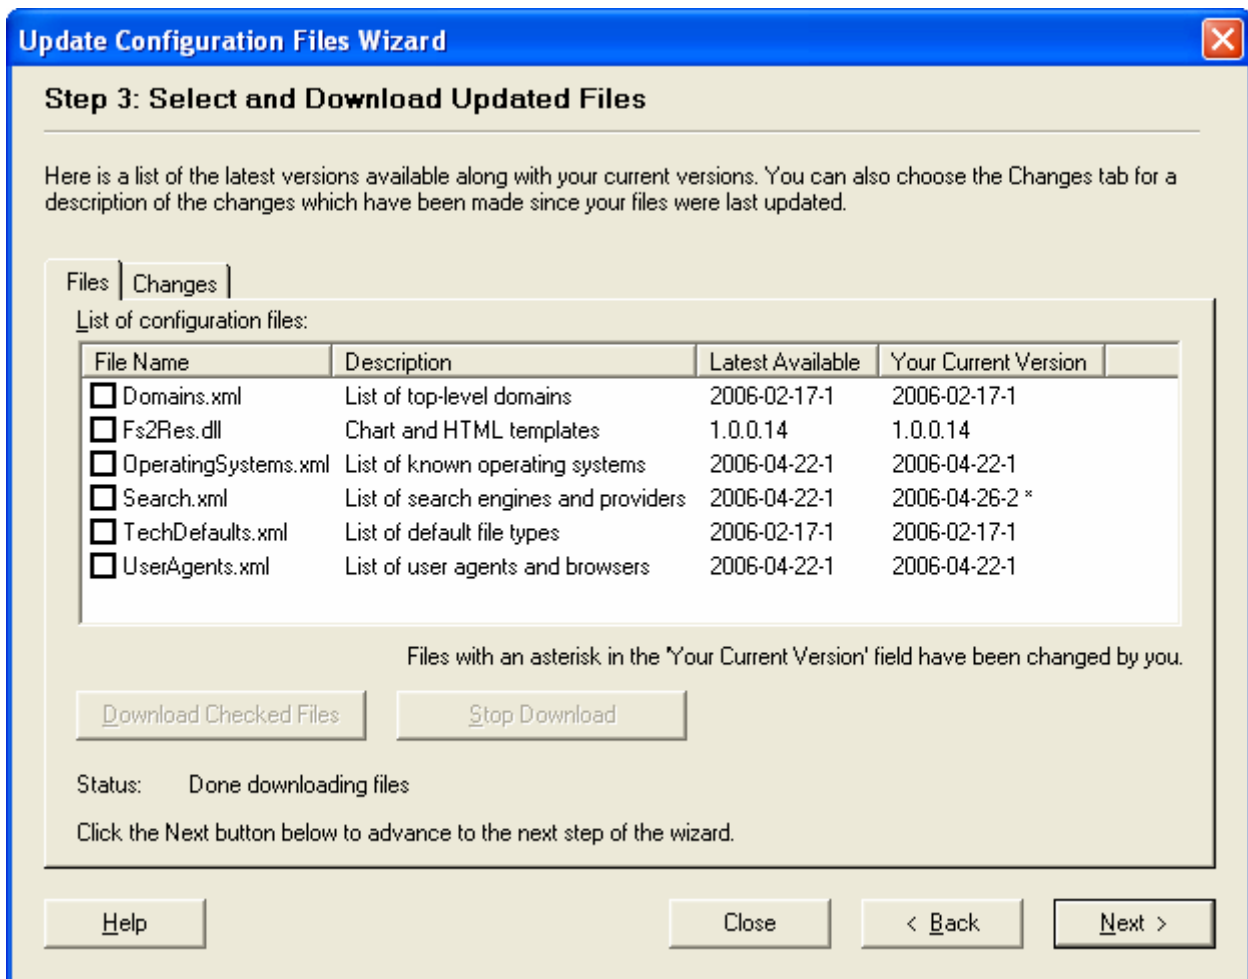 Update Configuration Files Wizard
Step 3: Select and Download Updated Files
Here is a list of the latest versions available along with your current versions. You can also choose the Changes tab for a
description of the changes which have been made since your files were last updated.
Files Changes
List of configuration files:
File Name Description Latest Available Your Current Version
Domains.xml List of top-level domains 2006-02-17-1 2006-02-17-1
Fs2Res.dll Chart and HTML templates 1.0.0.14 1.0.0.14
OperatingSystems.xml List of known operating systems 2006-04-22-1 2006-04-22-1
Search.xml List of search engines and providers 2006-04-22-1 2006-04-26-2 *
TechDefaults.xml List of default file types 2006-02-17-1 2006-02-17-1
UserAgents.xml List of user agents and browsers 2006-04-22-1 2006-04-22-1
Files with an asterisk in the 'Your Current Version' field have been changed by you.
Download Checked Files Stop Download
Status: Done downloading files
Click the Next button below to advance to the next step of the wizard.
Help Close < Back Next >